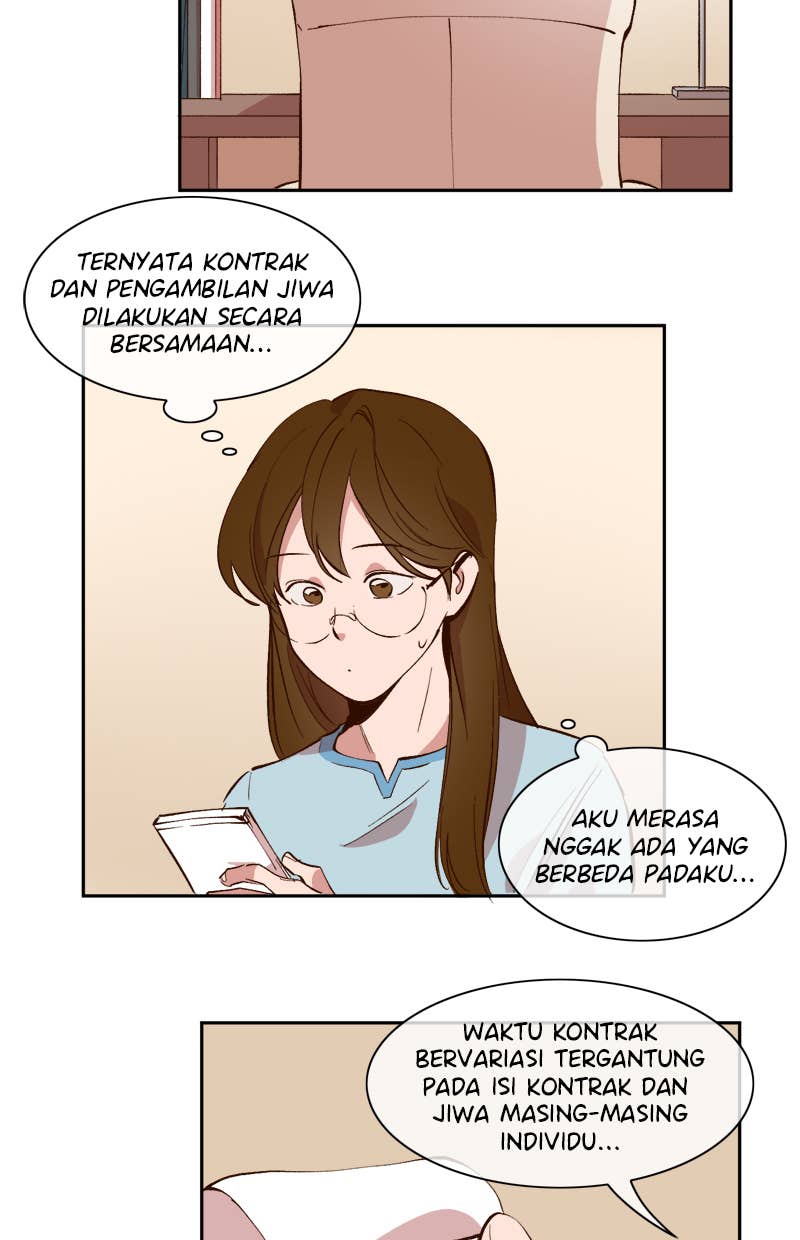 TERNYATA KONTRAK
DAN PENGAMBILAN JIWA
DILAKUKAN SECARA
BERSAMAAN...
AKU MERASA
NGGAK ADA YANG
BERBEDA PADAKU...
WAKTU KONTRAK
BERVARIASI TERGANTUNG
PADA ISI KONTRAK DAN
JIWA MASING-MASING
INDIVIDU...